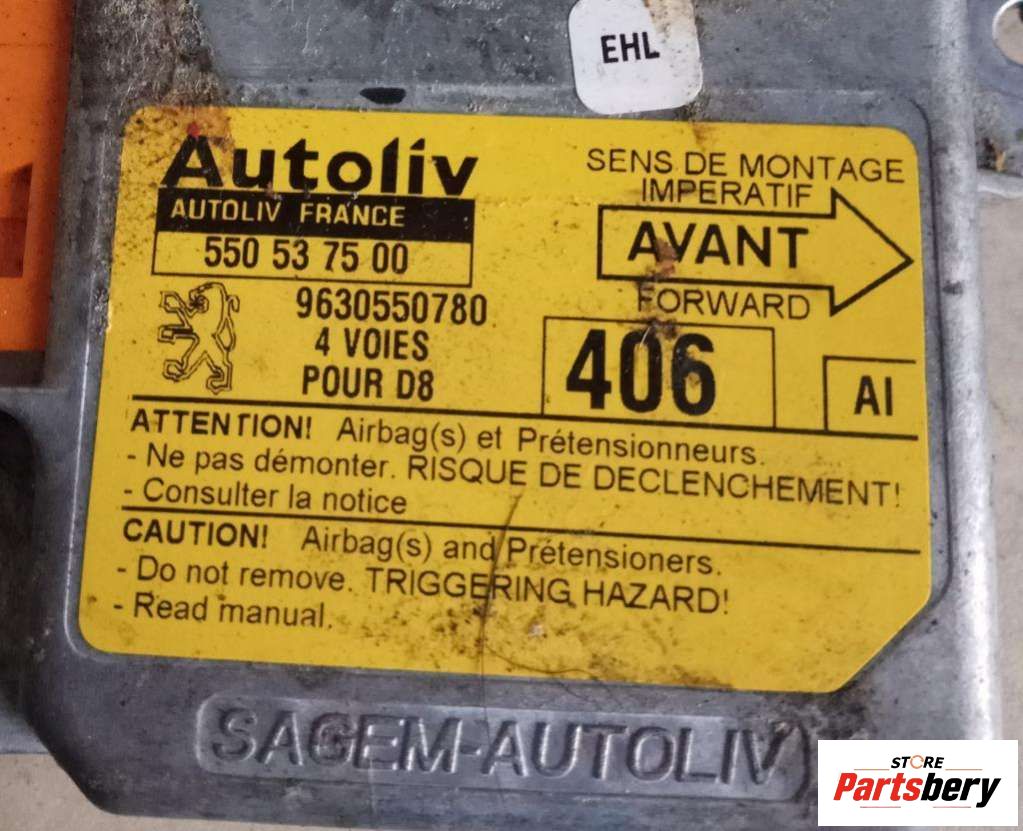 EHL
Autoliv
AUTOLIV FRANCE
550 53 75 00
SENS DE MONTAGE
IMPERATIF
AVANT
FORWARD
9630550780
4 VOIES
POUR D8
406
AI
ATTENTION! Airbag(s) et Prétensionneurs.
- Ne pas démonter. RISQUE DE DECLENCHEMENT!
- Consulter la notice
CAUTION! Airbag(s) and Prétensioners.
- Do not remove. TRIGGERING HAZARD!
- Read manual.
SAGEM-AUTOLIV
STORE
Partsbery